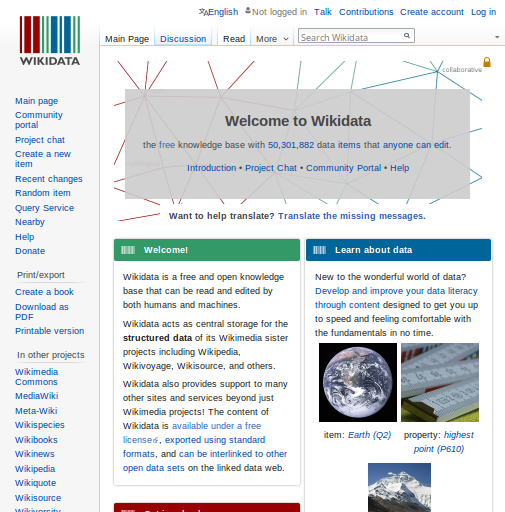 English Not logged in Talk Contributions Create account Log in
WIKIDATA
Main Page Discussion Read More Search Wikidata
collaborative
Welcome to Wikidata
the free knowledge base with 50,301,882 data items that anyone can edit.
Introduction • Project Chat • Community Portal • Help
Want to help translate? Translate the missing messages.
Main page
Community
portal
Project chat
Create a new
item
Recent changes
Random item
Query Service
Nearby
Help
Donate
Print/export
Create a book
Download as
PDF
Printable version
In other projects
Wikimedia
Commons
MediaWiki
Meta-Wiki
Wikispecies
Wikibooks
Wikinews
Wikipedia
Wikiquote
Wikisource
Wikiversity
Welcome!
Wikidata is a free and open knowledge
base that can be read and edited by
both humans and machines.
Wikidata acts as central storage for the
structured data of its Wikimedia sister
projects including Wikipedia,
Wikivoyage, Wikisource, and others.
Wikidata also provides support to many
other sites and services beyond just
Wikimedia projects! The content of
Wikidata is available under a free
license, exported using standard
formats, and can be interlinked to other
open data sets on the linked data web.
Learn about data
New to the wonderful world of data?
Develop and improve your data literacy
through content designed to get you up
to speed and feeling comfortable with
the fundamentals in no time.
item: Earth (Q2)
property: highest
point (P610)